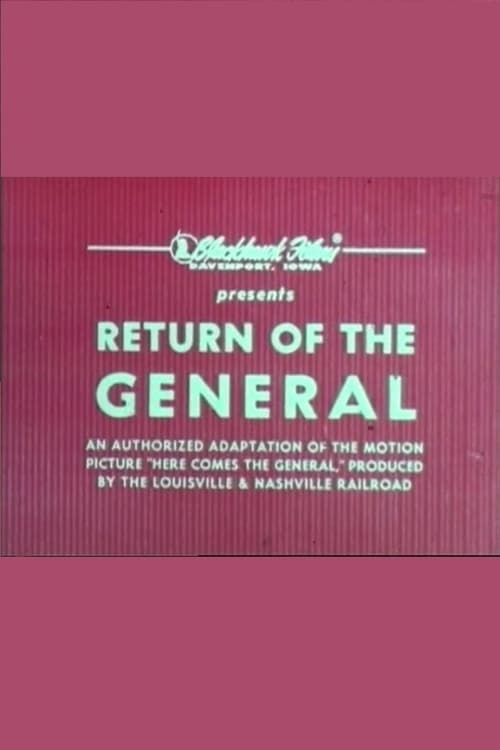 Blackhawk Films®
DAVENPORT, IOWA
presents
RETURN OF THE
GENERAL
AN AUTHORIZED ADAPTATION OF THE MOTION
PICTURE "HERE COMES THE GENERAL," PRODUCED
BY THE LOUISVILLE & NASHVILLE RAILROAD